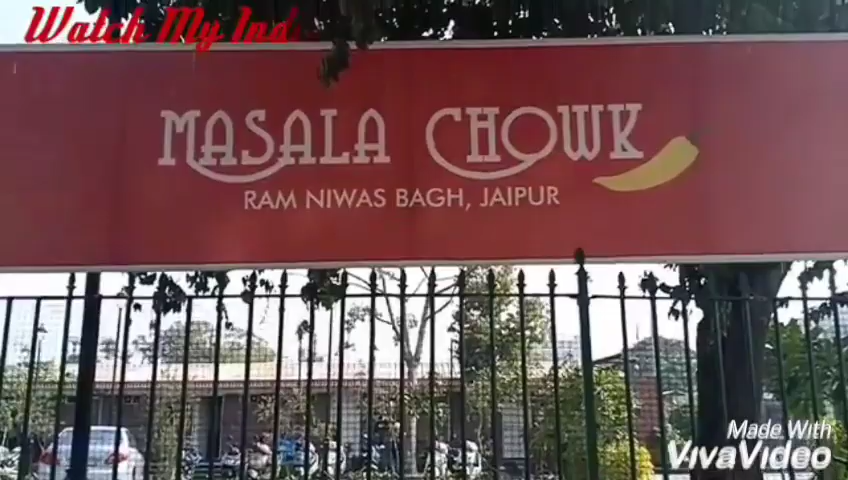 Watch My Ind
MASALA CHOWK
RAM NIWAS BAGH, JAIPUR
Made With
VivaVideo